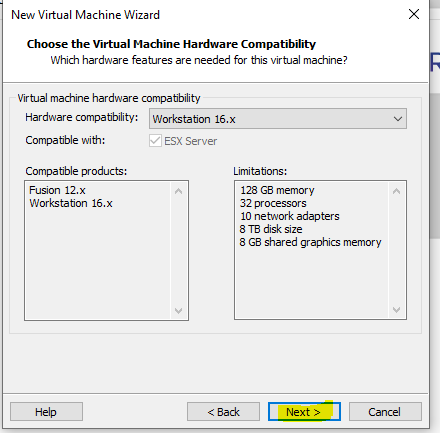 New Virtual Machine Wizard
Choose the Virtual Machine Hardware Compatibility
Which hardware features are needed for this virtual machine?
Virtual machine hardware compatibility
Hardware compatibility: Workstation 16.x
Compatible with: ESX Server
Compatible products:
Fusion 12.x
Workstation 16.x
Limitations:
128 GB memory
32 processors
10 network adapters
8 TB disk size
8 GB shared graphics memory
Help < Back Next > Cancel
R